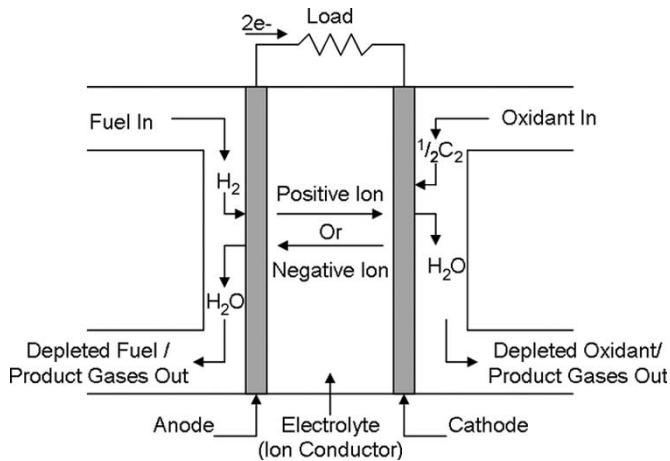 Load
2e-
Fuel In
Oxidant In
½C₂
H₂
Positive Ion
Or
Negative Ion
H₂O
H₂O
Depleted Fuel /
Product Gases Out
Depleted Oxidant/
Product Gases Out
Anode
Electrolyte
(Ion Conductor)
Cathode